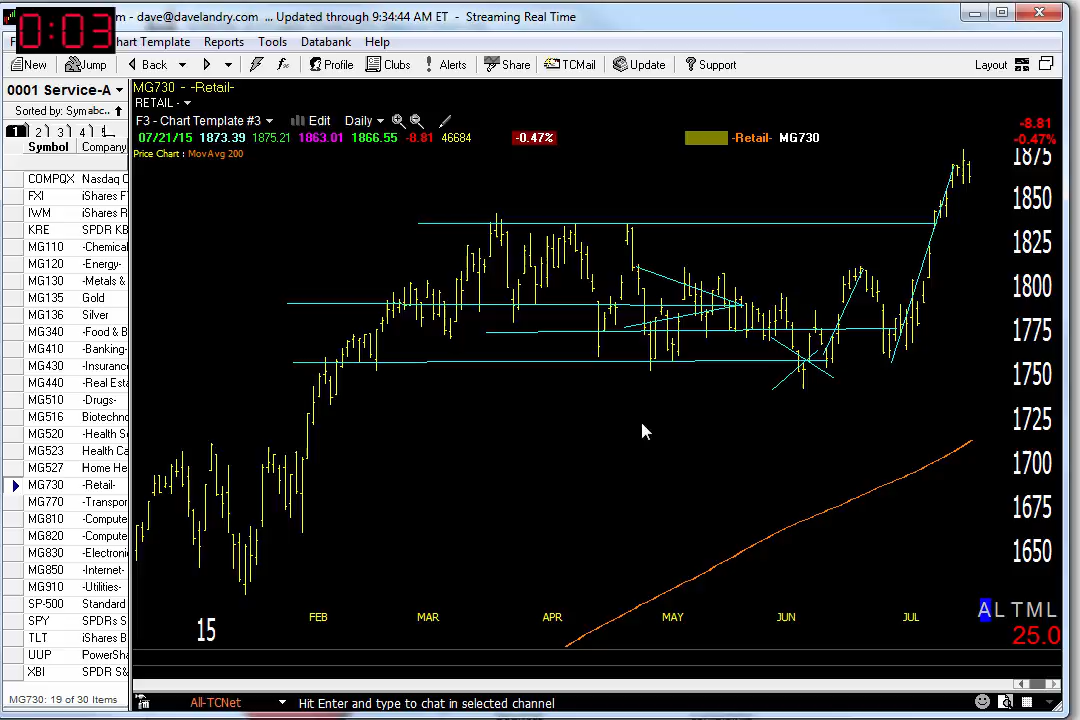 m - dave@davelandry.com ... Updated through 9:34:44 AM ET - Streaming Real Time
0:03
hart Template Reports Tools Databank Help
New Jump Back Profile Clubs Alerts Share TCMail Update Support Layout
0001 Service-A
Sorted by: Symbc..
1 2 3 4 5
Symbol Company
COMPQX Nasdaq C
FXI iShares FT
IWM iShares R
KRE SPDR KB
MG110 -Chemical
MG120 -Energy-
MG130 -Metals &
MG135 Gold
MG136 Silver
MG340 -Food & B
MG410 -Banking-
MG430 -Insuranc
MG440 -Real Esta
MG510 -Drugs-
MG516 Biotechno
MG520 -Health S
MG523 Health Ca
MG527 Home He
MG730 -Retail-
MG770 -Transpor
MG810 -Compute
MG820 -Compute
MG830 -Electroni
MG850 -Internet-
MG910 -Utilities-
SP-500 Standard
SPY SPDRs S
TLT iShares B
UUP PowerSha
XBI SPDR S&
MG730: 19 of 30 Items
MG730 - -Retail-
RETAIL -
F3 - Chart Template #3 Edit Daily
07/21/15 1873.39 1875.21 1863.01 1866.55 -8.81 46684 -0.47% -Retail- MG730
Price Chart : MovAvg 200
-8.81
-0.47%
1875
1850
1825
1800
1775
1750
1725
1700
1675
1650
15 FEB MAR APR MAY JUN JUL
A L T M L
25.0
All-TCNet Hit Enter and type to chat in selected channel